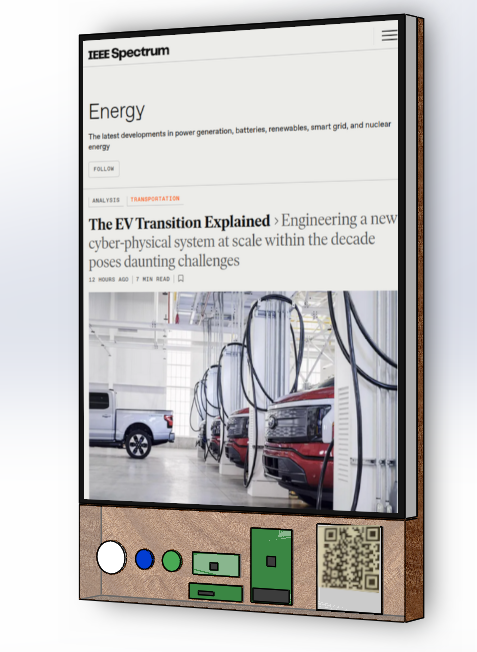 IEEE Spectrum
Energy
The latest developments in power generation, batteries, renewables, smart grid, and nuclear
energy
FOLLOW
ANALYSIS TRANSPORTATION
The EV Transition Explained › Engineering a new
cyber-physical system at scale within the decade
poses daunting challenges
12 HOURS AGO | 7 MIN READ |